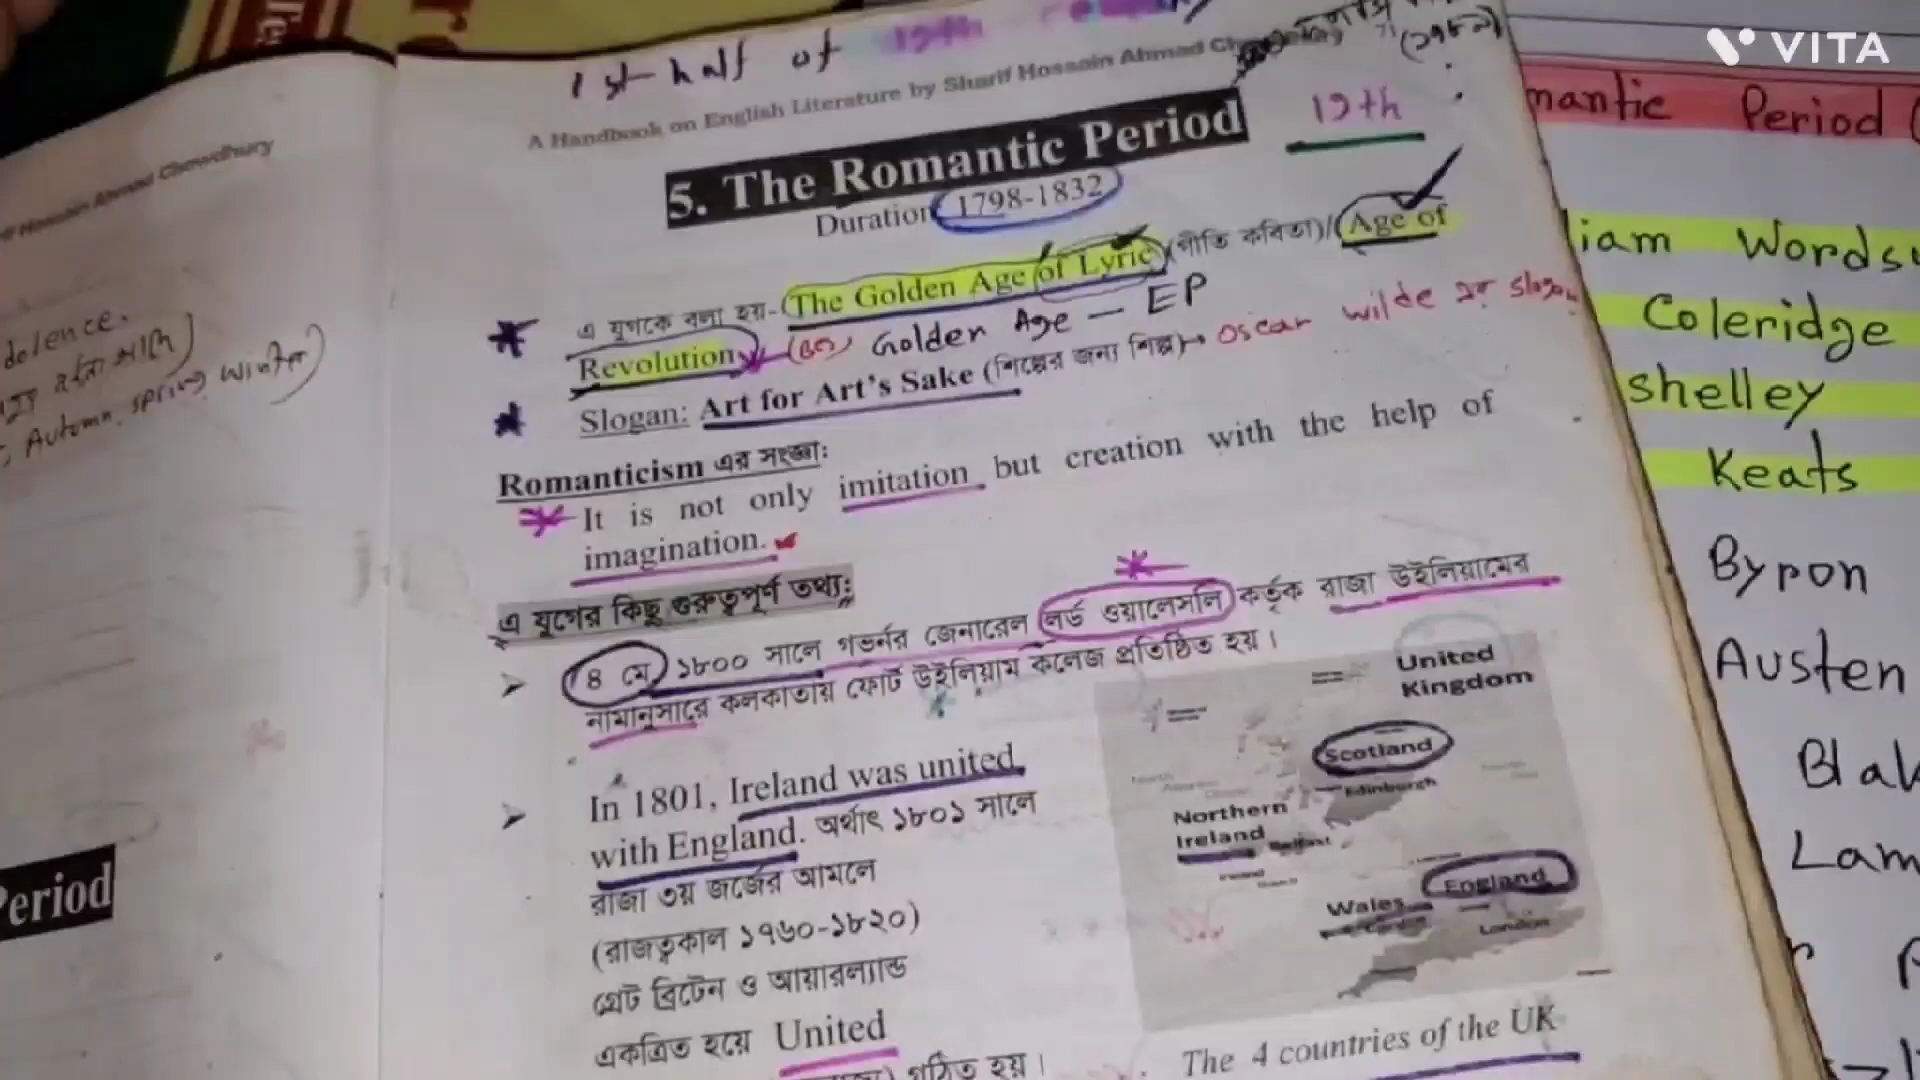 VITA
1st half of 19th
A Handbook on English Literature by Sharif Hossain Ahmad
5. The Romantic Period
19th
Duration 1798-1832
এ যুগকে বলা হয়- The Golden Age of Lyric (গীতি কবিতা)/ Age of
Revolution
Golden Age — EP
Slogan: Art for Art's Sake (শিল্পের জন্য শিল্প) → Oscar wilde এর slogan
Romanticism এর সংজ্ঞা:
It is not only imitation but creation with the help of
imagination.
এ যুগের কিছু গুরুত্বপূর্ণ তথ্য:
৪ মে ১৮০০ সালে গভর্নর জেনারেল লর্ড ওয়ালেসলি কর্তৃক রাজা উইলিয়ামের
নামানুসারে কলকাতায় ফোর্ট উইলিয়াম কলেজ প্রতিষ্ঠিত হয়।
In 1801, Ireland was united
with England. অর্থাৎ ১৮০১ সালে
রাজা ৩য় জর্জের আমলে
(রাজত্বকাল ১৭৬০-১৮২০)
গ্রেট ব্রিটেন ও আয়ারল্যান্ড
একত্রিত হয়ে United
গঠিত হয়।
United
Kingdom
Scotland
Edinburgh
Northern
Ireland
Belfast
England
Wales
London
The 4 countries of the UK
Ahmad Chowdhury
dolence.
Autumn, spring, winter)
Period
mantic Period
iam Words
Coleridge
shelley
Keats
Byron
Austen
Blak
Lam